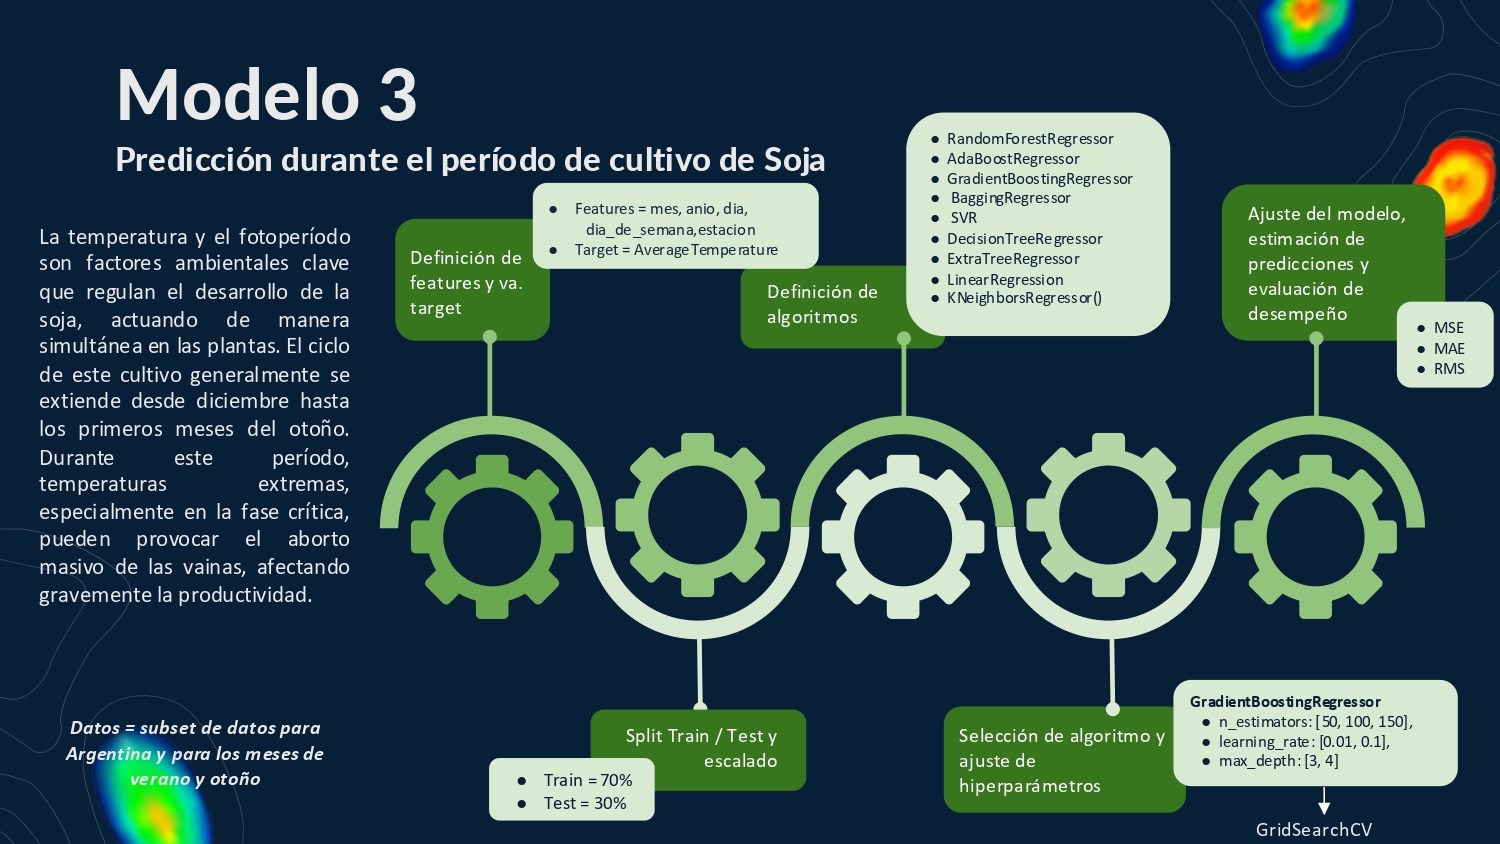 Modelo 3
Predicción durante el período de cultivo de Soja
La temperatura y el fotoperíodo
son factores ambientales clave
que regulan el desarrollo de la
soja, actuando de manera
simultánea en las plantas. El ciclo
de este cultivo generalmente se
extiende desde diciembre hasta
los primeros meses del otoño.
Durante este período,
temperaturas extremas,
especialmente en la fase crítica,
pueden provocar el aborto
masivo de las vainas, afectando
gravemente la productividad.
Datos = subset de datos para
Argentina y para los meses de
verano y otoño
Definición de
features y va.
target
● Features = mes, anio, dia,
dia_de_semana,estacion
● Target = AverageTemperature
Split Train / Test y
escalado
● Train = 70%
● Test = 30%
Definición de
algoritmos
● RandomForestRegressor
● AdaBoostRegressor
● GradientBoostingRegressor
● BaggingRegressor
● SVR
● DecisionTreeRegressor
● ExtraTreeRegressor
● LinearRegression
● KNeighborsRegressor()
Selección de algoritmo y
ajuste de
hiperparámetros
GradientBoostingRegressor
● n_estimators: [50, 100, 150],
● learning_rate: [0.01, 0.1],
● max_depth: [3, 4]
GridSearchCV
Ajuste del modelo,
estimación de
predicciones y
evaluación de
desempeño
● MSE
● MAE
● RMS